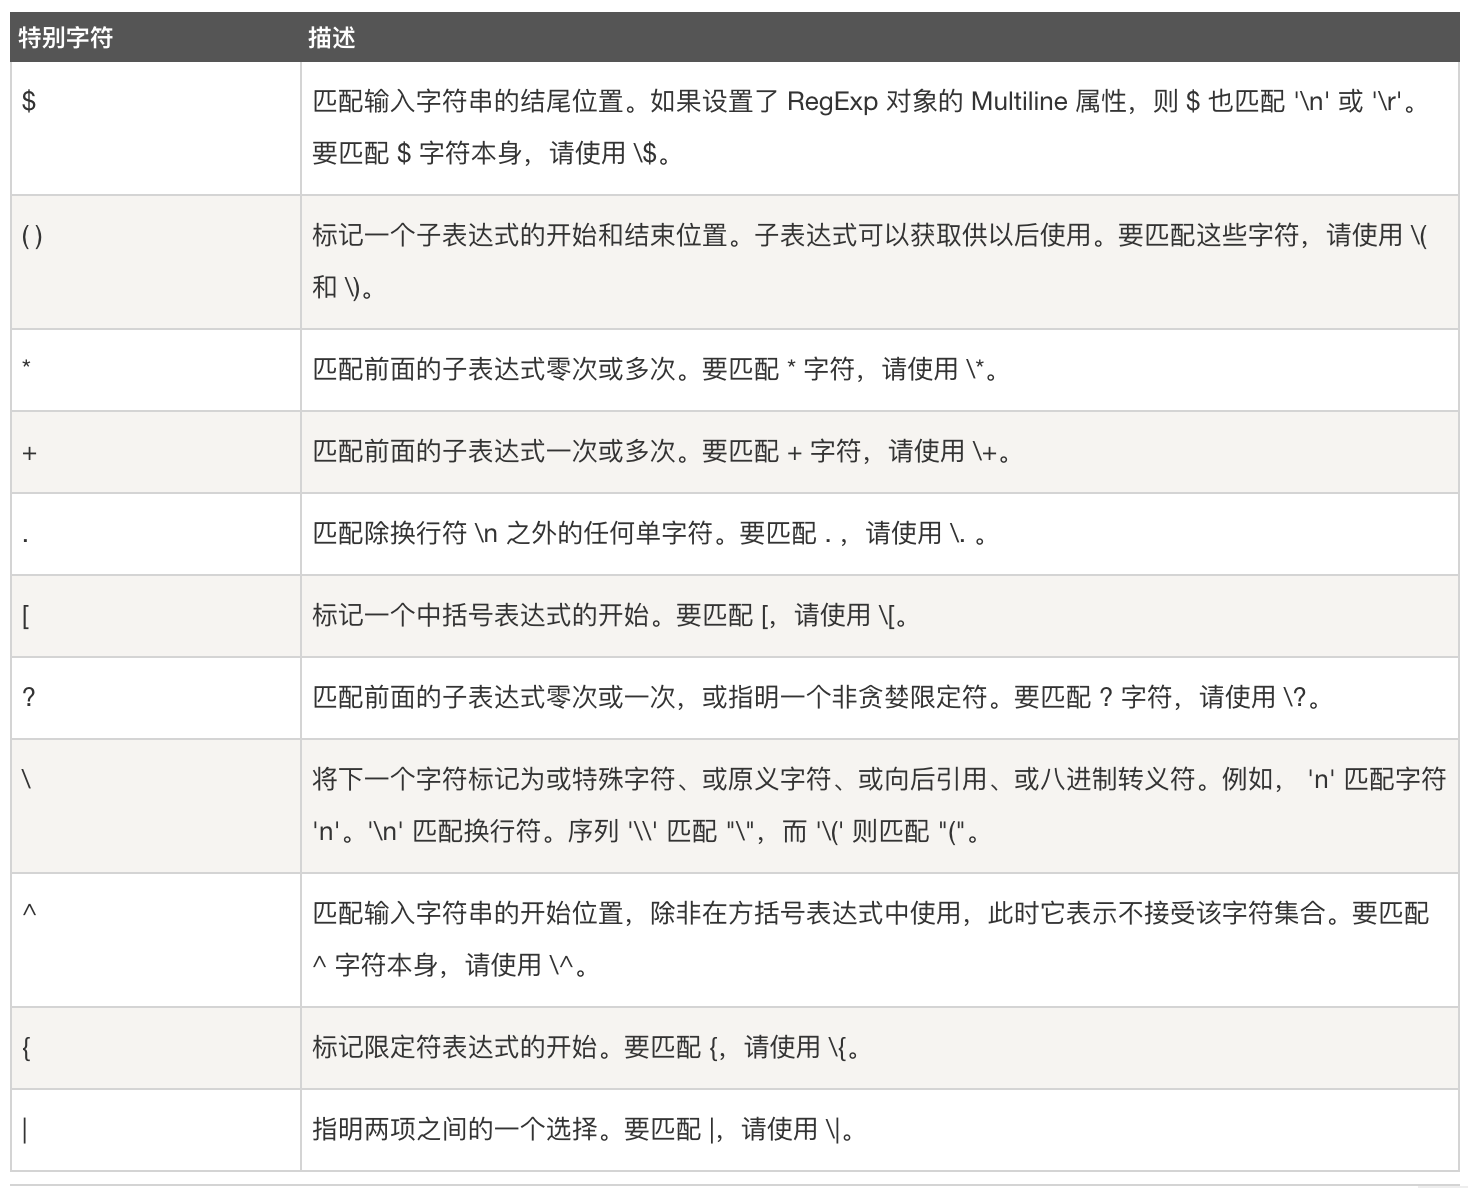 特别字符 描述
$ 匹配输入字符串的结尾位置。如果设置了 RegExp 对象的 Multiline 属性，则 $ 也匹配 '\n' 或 '\r'。
要匹配 $ 字符本身，请使用 \$。
( ) 标记一个子表达式的开始和结束位置。子表达式可以获取供以后使用。要匹配这些字符，请使用 \(
和 \)。
* 匹配前面的子表达式零次或多次。要匹配 * 字符，请使用 \*。
+ 匹配前面的子表达式一次或多次。要匹配 + 字符，请使用 \+。
. 匹配除换行符 \n 之外的任何单字符。要匹配 . ，请使用 \. 。
[ 标记一个中括号表达式的开始。要匹配 [，请使用 \[。
? 匹配前面的子表达式零次或一次，或指明一个非贪婪限定符。要匹配 ? 字符，请使用 \?。
\ 将下一个字符标记为或特殊字符、或原义字符、或向后引用、或八进制转义符。例如， 'n' 匹配字符
'n'。'\n' 匹配换行符。序列 '\\' 匹配 "\"，而 '\(' 则匹配 "("。
^ 匹配输入字符串的开始位置，除非在方括号表达式中使用，此时它表示不接受该字符集合。要匹配
^ 字符本身，请使用 \^。
{ 标记限定符表达式的开始。要匹配 {，请使用 \{。
| 指明两项之间的一个选择。要匹配 |，请使用 \|。